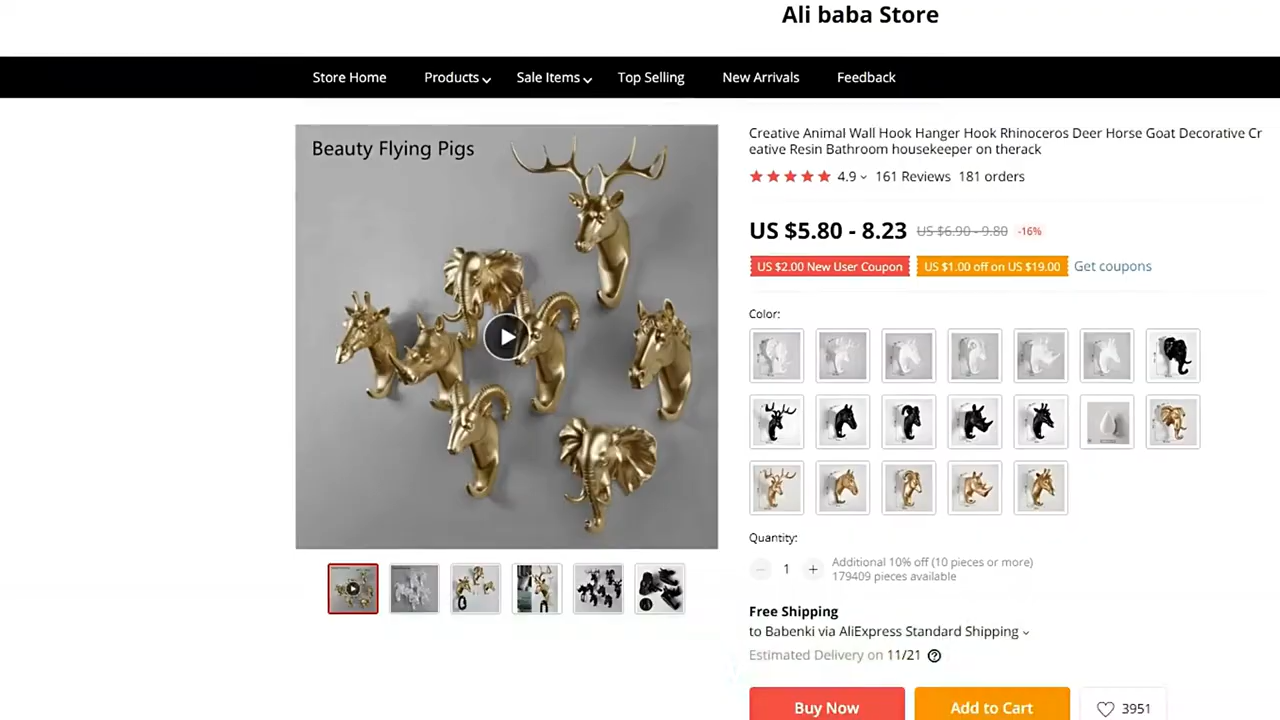 Ali baba Store
Store Home
Products
Sale Items
Top Selling
New Arrivals
Feedback
Beauty Flying Pigs
Creative Animal Wall Hook Hanger Hook Rhinoceros Deer Horse Goat Decorative Cr
eative Resin Bathroom housekeeper on therack
4.9
161 Reviews
181 orders
US $5.80 - 8.23
US $6.90 - 9.80
-16%
US $2.00 New User Coupon
US $1.00 off on US $19.00
Get coupons
Color:
Quantity:
1
Additional 10% off (10 pieces or more)
179409 pieces available
Free Shipping
to Babenki via AliExpress Standard Shipping
Estimated Delivery on 11/21
Buy Now
Add to Cart
3951